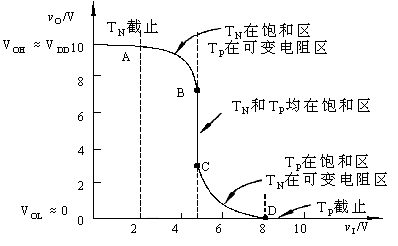 vO/V
TN截止
TN在饱和区
TP在可变电阻区
VOH≈VDD 10
A
8
B
6
TN和TP均在饱和区
4
C
TP在饱和区
TN在可变电阻区
2
D
TP截止
VOL≈0
0
2 4 6 8 10
vI/V